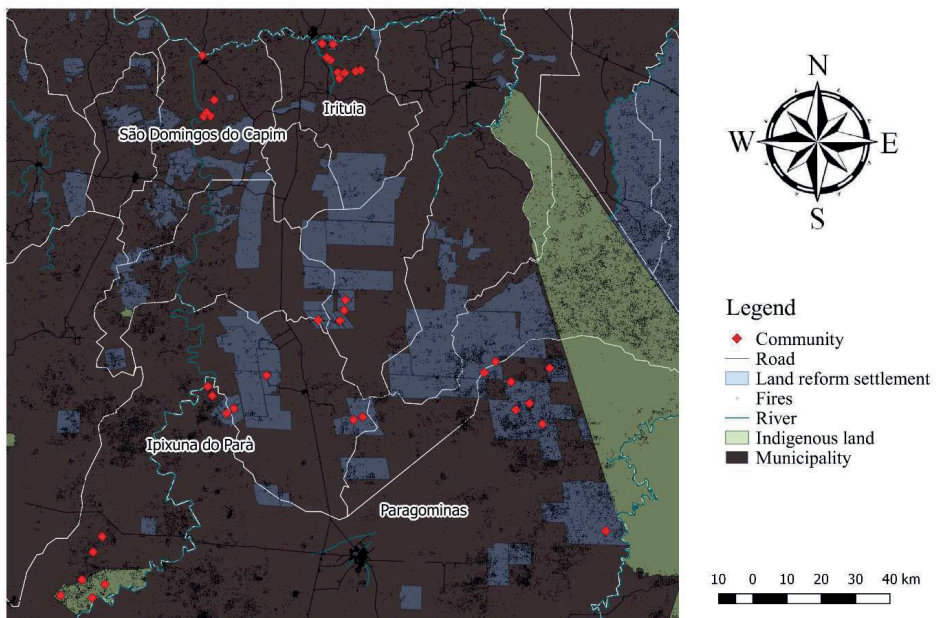 Irituia
São Domingos do Capim
Ipixuna do Parà
Paragominas
N
W
E
S
Legend
Community
Road
Land reform settlement
Fires
River
Indigenous land
Municipality
10 0 10 20 30 40 km